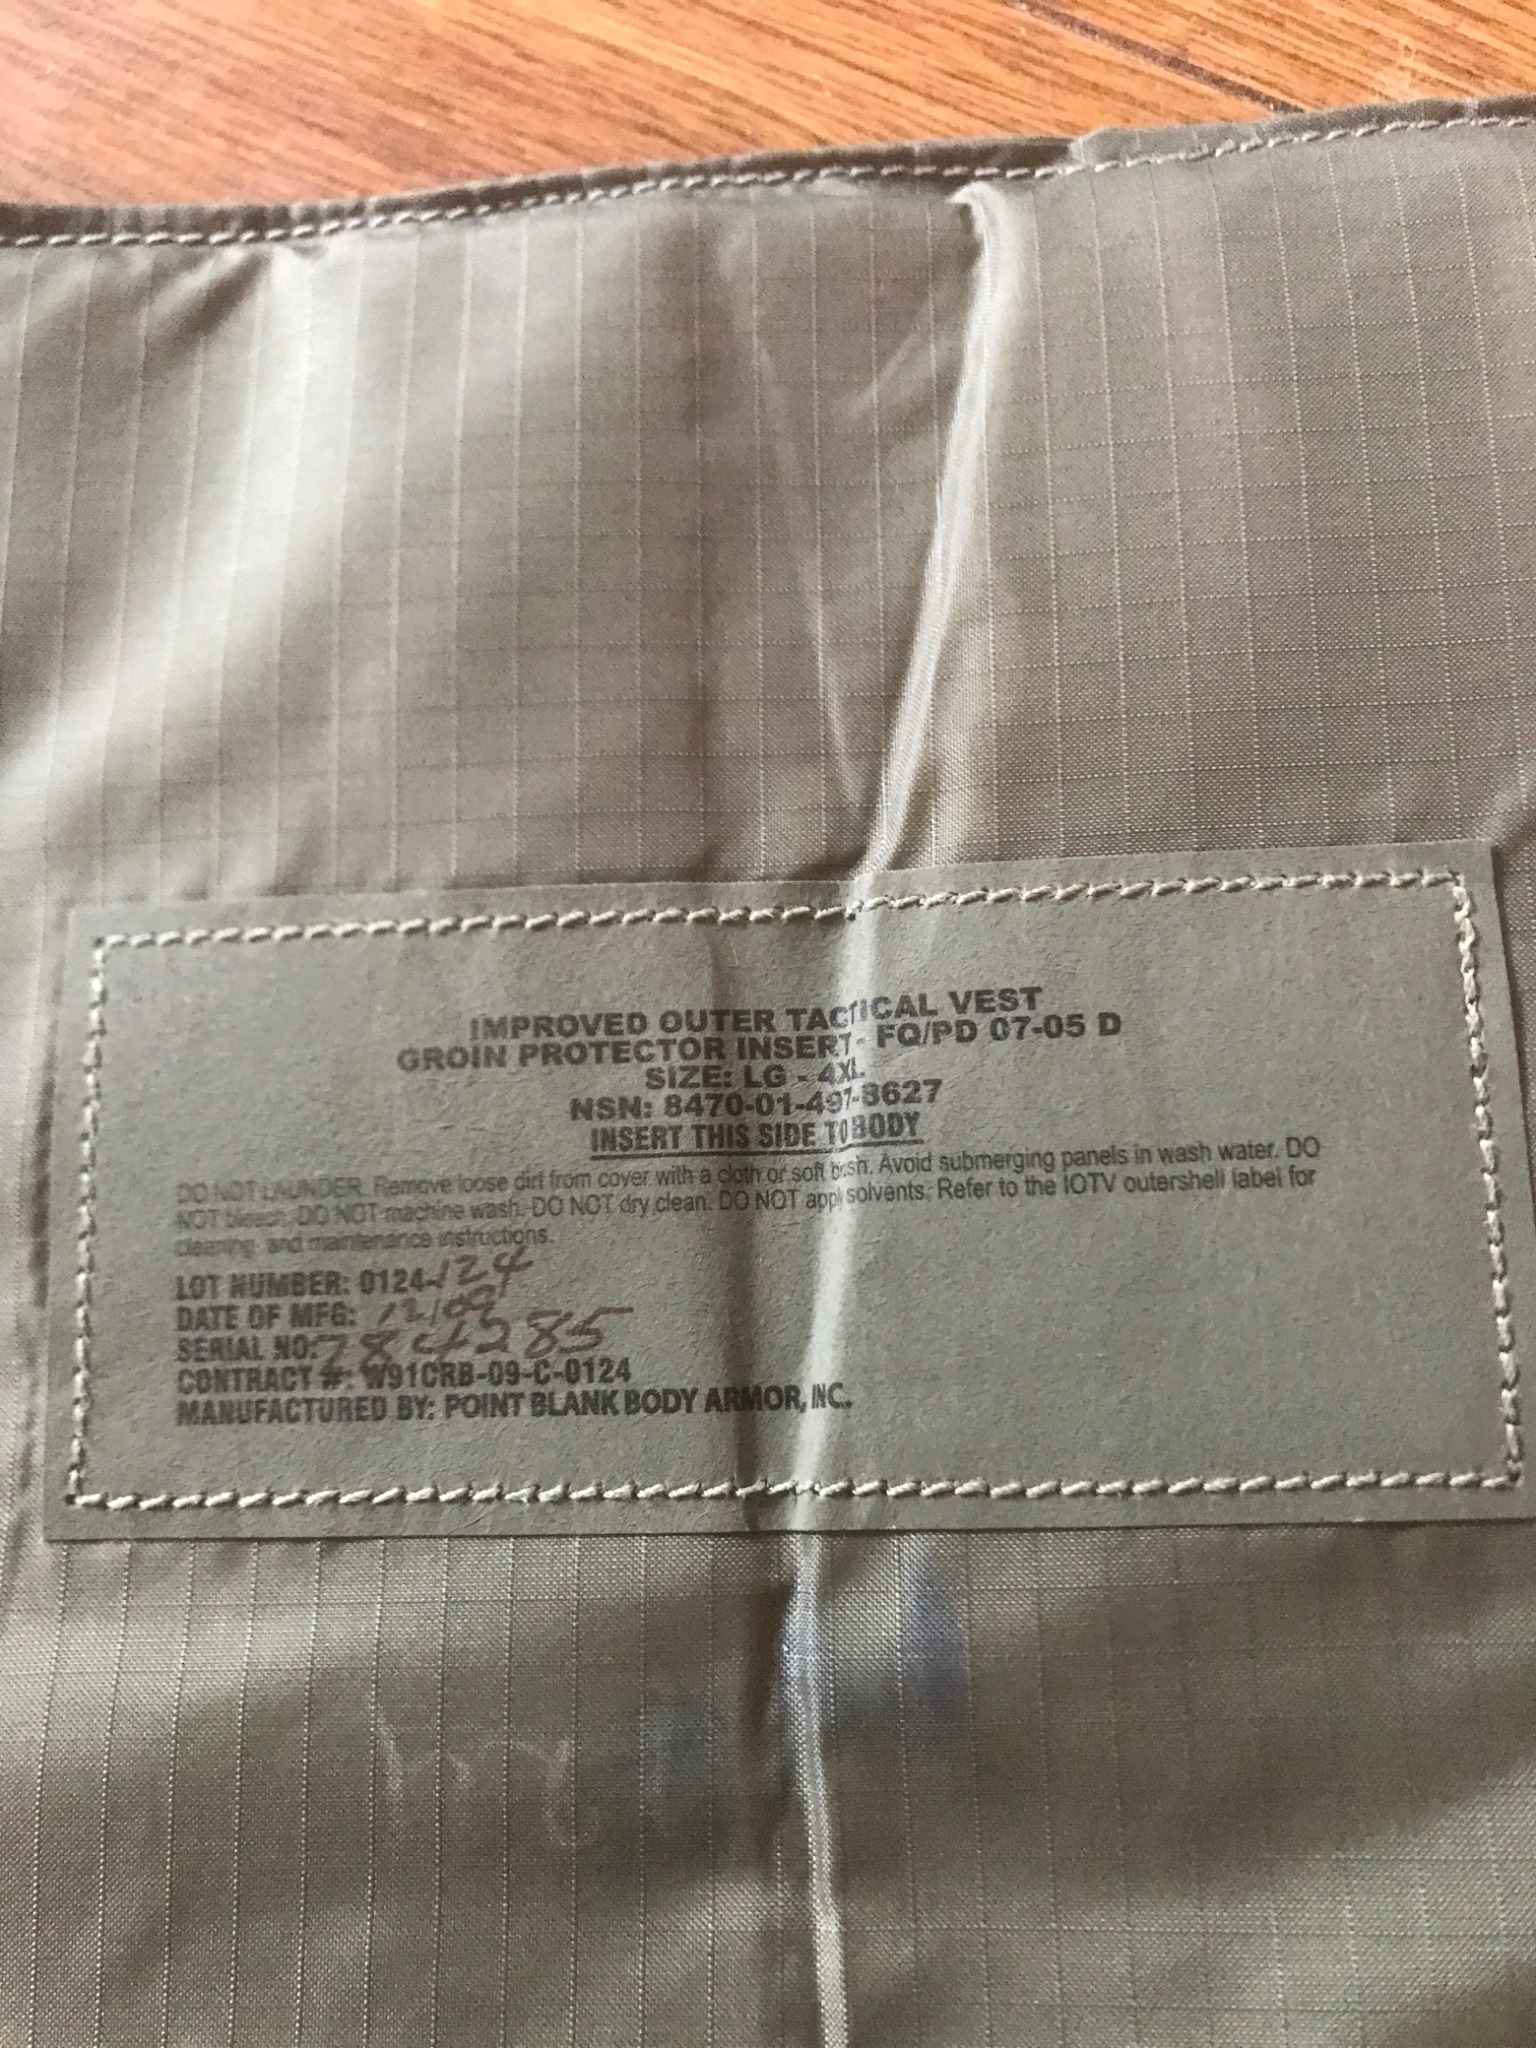 IMPROVED OUTER TACTICAL VEST
GROIN PROTECTOR INSERT- FQ/PD 07-05 D
SIZE: LG - 4XL
NSN: 8470-01-497-8627
INSERT THIS SIDE TO BODY
DO NOT LAUNDER. Remove loose dirt from cover with a cloth or soft Avoid submerging panels in wash water. DO
NOT bleach. DO NOT machine wash. DO NOT dry clean. DO NOT apply solvents. Refer to the IOTV outershell label for
cleaning and maintenance instructions.
LOT NUMBER: 0124-124
DATE OF MFG: 12/09
SERIAL NO: 784285
CONTRACT #: W91CRB-09-C-0124
MANUFACTURED BY: POINT BLANK BODY ARMOR, INC.